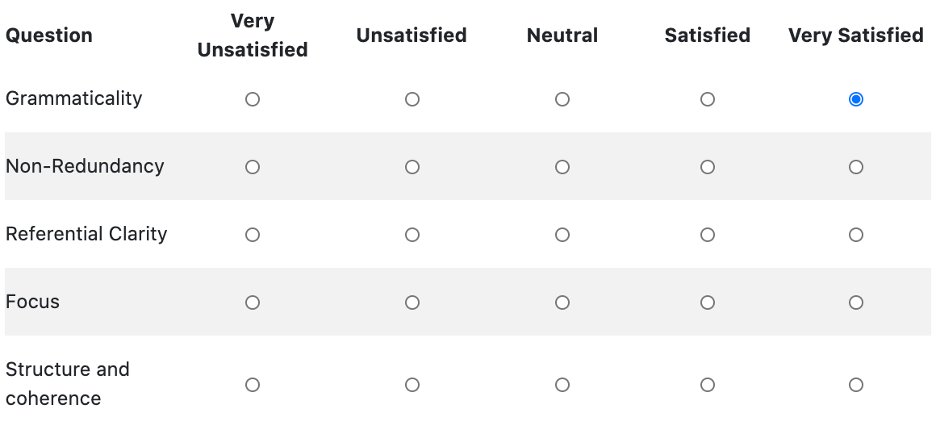 Question Very Unsatisfied Unsatisfied Neutral Satisfied Very Satisfied
Grammaticality
Non-Redundancy
Referential Clarity
Focus
Structure and
coherence